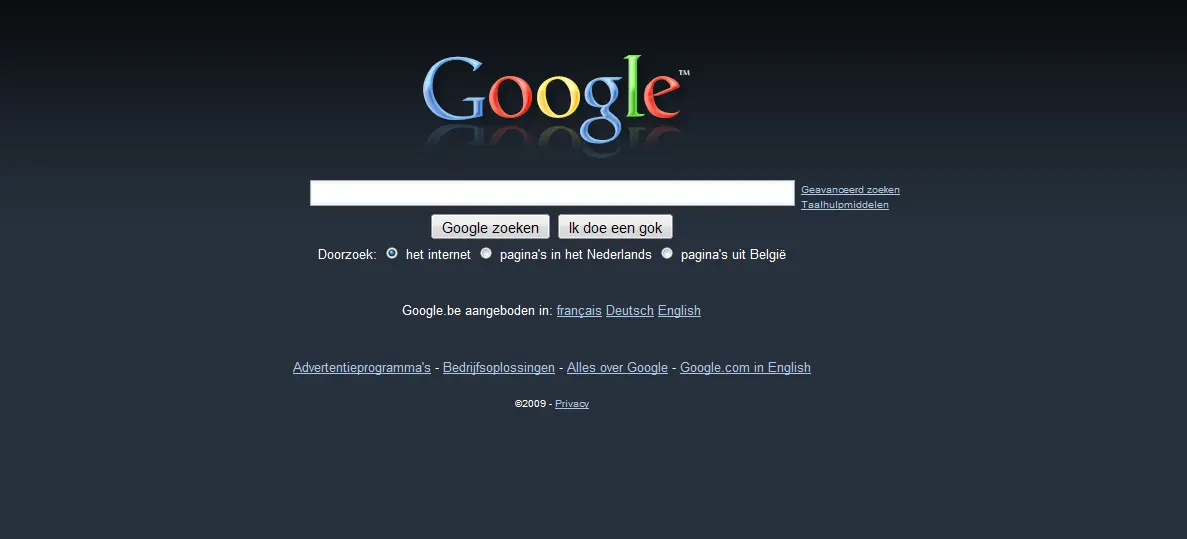 Google™
Geavanceerd zoeken
Taalhulpmiddelen
Google zoeken Ik doe een gok
Doorzoek: het internet pagina's in het Nederlands pagina's uit België
Google.be aangeboden in: français Deutsch English
Advertentieprogramma's - Bedrijfsoplossingen - Alles over Google - Google.com in English
©2009 - Privacy